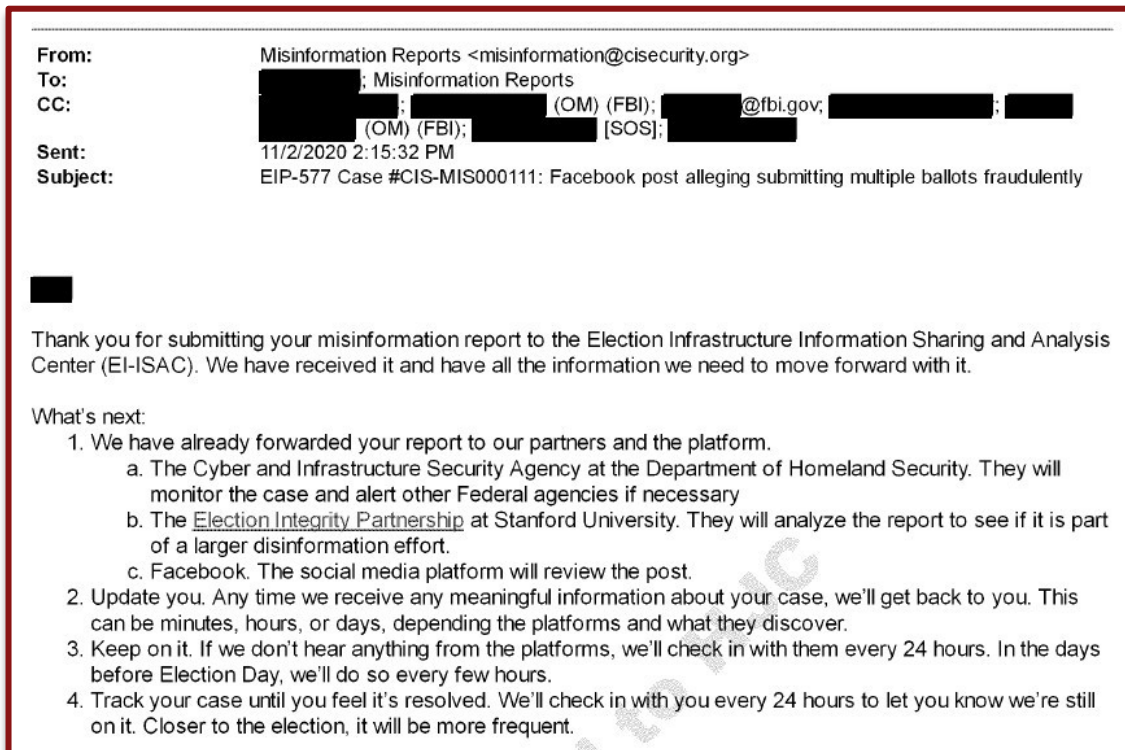 From: Misinformation Reports <misinformation@cisecurity.org>
To: ; Misinformation Reports
CC: ; (OM) (FBI); @fbi.gov; ;
(OM) (FBI); [SOS];
Sent: 11/2/2020 2:15:32 PM
Subject: EIP-577 Case #CIS-MIS000111: Facebook post alleging submitting multiple ballots fraudulently
Thank you for submitting your misinformation report to the Election Infrastructure Information Sharing and Analysis
Center (EI-ISAC). We have received it and have all the information we need to move forward with it.
What's next:
1. We have already forwarded your report to our partners and the platform.
a. The Cyber and Infrastructure Security Agency at the Department of Homeland Security. They will
monitor the case and alert other Federal agencies if necessary
b. The Election Integrity Partnership at Stanford University. They will analyze the report to see if it is part
of a larger disinformation effort.
c. Facebook. The social media platform will review the post.
2. Update you. Any time we receive any meaningful information about your case, we'll get back to you. This
can be minutes, hours, or days, depending the platforms and what they discover.
3. Keep on it. If we don't hear anything from the platforms, we'll check in with them every 24 hours. In the days
before Election Day, we'll do so every few hours.
4. Track your case until you feel it's resolved. We'll check in with you every 24 hours to let you know we're still
on it. Closer to the election, it will be more frequent.
to HJC